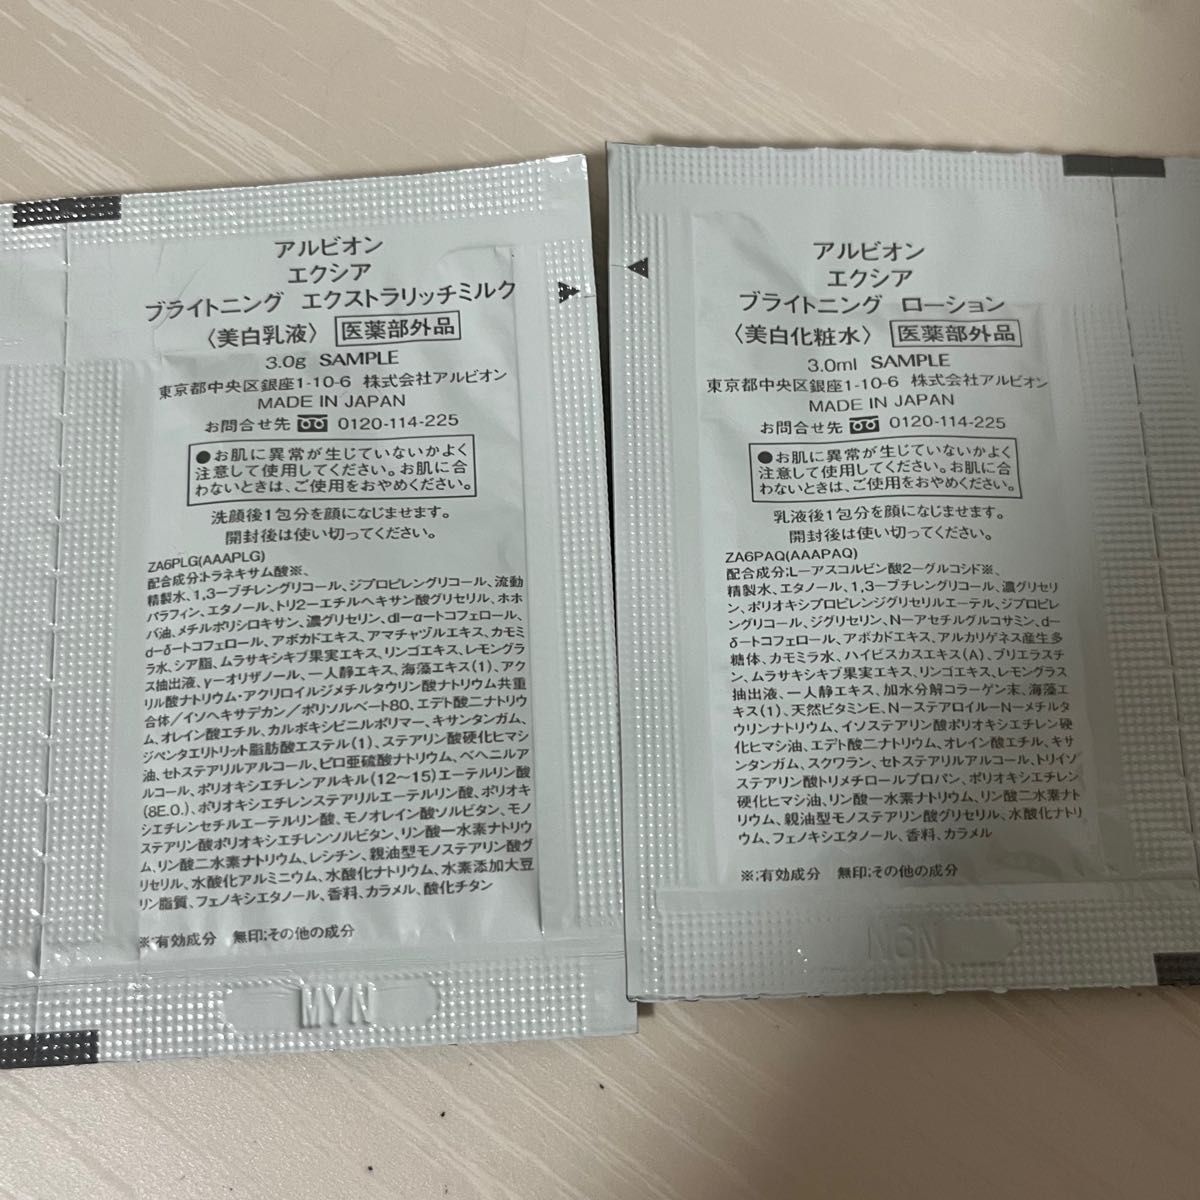 アルビオン
エクシア
ブライトニング エクストラリッチミルク
〈美白乳液〉 医薬部外品
3.0g SAMPLE
東京都中央区銀座1-10-6 株式会社アルビオン
MADE IN JAPAN
お問合せ先 0120-114-225
●お肌に異常が生じていないかよく
注意して使用してください。お肌に合
わないときは、ご使用をおやめください。
洗顔後1包分を顔になじませます。
開封後は使い切ってください。
ZA6PLG(AAAPLG)
配合成分;トラネキサム酸※、
精製水、1,3ーブチレングリコール、ジプロピレングリコール、流動
パラフィン、エタノール、トリ2ーエチルヘキサン酸グリセリル、ホホ
バ油、メチルポリシロキサン、濃グリセリン、dlーαートコフェロール、
dーδートコフェロール、アボカドエキス、アマチャヅルエキス、カモミ
ラ水、シア脂、ムラサキシキブ果実エキス、リンゴエキス、レモングラ
ス抽出液、γーオリザノール、一人静エキス、海藻エキス(1)、アク
リル酸ナトリウム・アクリロイルジメチルタウリン酸ナトリウム共重
合体/イソヘキサデカン/ポリソルベート80、エデト酸二ナトリウ
ム、オレイン酸エチル、カルボキシビニルポリマー、キサンタンガム、
ジペンタエリトリット脂肪酸エステル(1)、ステアリン酸硬化ヒマシ
油、セトステアリルアルコール、ピロ亜硫酸ナトリウム、ベヘニルア
ルコール、ポリオキシエチレンアルキル(12〜15)エーテルリン酸
(8E.O.)、ポリオキシエチレンステアリルエーテルリン酸、ポリオキ
シエチレンセチルエーテルリン酸、モノオレイン酸ソルビタン、モノ
ステアリン酸ポリオキシエチレンソルビタン、リン酸一水素ナトリウ
ム、リン酸二水素ナトリウム、レシチン、親油型モノステアリン酸グ
リセリル、水酸化アルミニウム、水酸化ナトリウム、水素添加大豆
リン脂質、フェノキシエタノール、香料、カラメル、酸化チタン
※;有効成分 無印;その他の成分
MYN
アルビオン
エクシア
ブライトニング ローション
〈美白化粧水〉 医薬部外品
3.0ml SAMPLE
東京都中央区銀座1-10-6 株式会社アルビオン
MADE IN JAPAN
お問合せ先 0120-114-225
●お肌に異常が生じていないかよく
注意して使用してください。お肌に合
わないときは、ご使用をおやめください。
乳液後1包分を顔になじませます。
開封後は使い切ってください。
ZA6PAQ(AAAPAQ)
配合成分;Lーアスコルビン酸2ーグルコシド※、
精製水、エタノール、1,3ーブチレングリコール、濃グリセリ
ン、ポリオキシプロピレンジグリセリルエーテル、ジプロピレ
ングリコール、ジグリセリン、Nーアセチルグルコサミン、dー
δートコフェロール、アボカドエキス、アルカリゲネス産生多
糖体、カモミラ水、ハイビスカスエキス(A)、ブリエラスチ
ン、ムラサキシキブ果実エキス、リンゴエキス、レモングラス
抽出液、一人静エキス、加水分解コラーゲン末、海藻エ
キス(1)、天然ビタミンE、NーステアロイルーNーメチルタ
ウリンナトリウム、イソステアリン酸ポリオキシエチレン硬
化ヒマシ油、エデト酸二ナトリウム、オレイン酸エチル、キサ
ンタンガム、スクワラン、セトステアリルアルコール、トリイソ
ステアリン酸トリメチロールプロパン、ポリオキシエチレン
硬化ヒマシ油、リン酸一水素ナトリウム、リン酸二水素ナト
リウム、親油型モノステアリン酸グリセリル、水酸化ナトリ
ウム、フェノキシエタノール、香料、カラメル
※;有効成分 無印;その他の成分